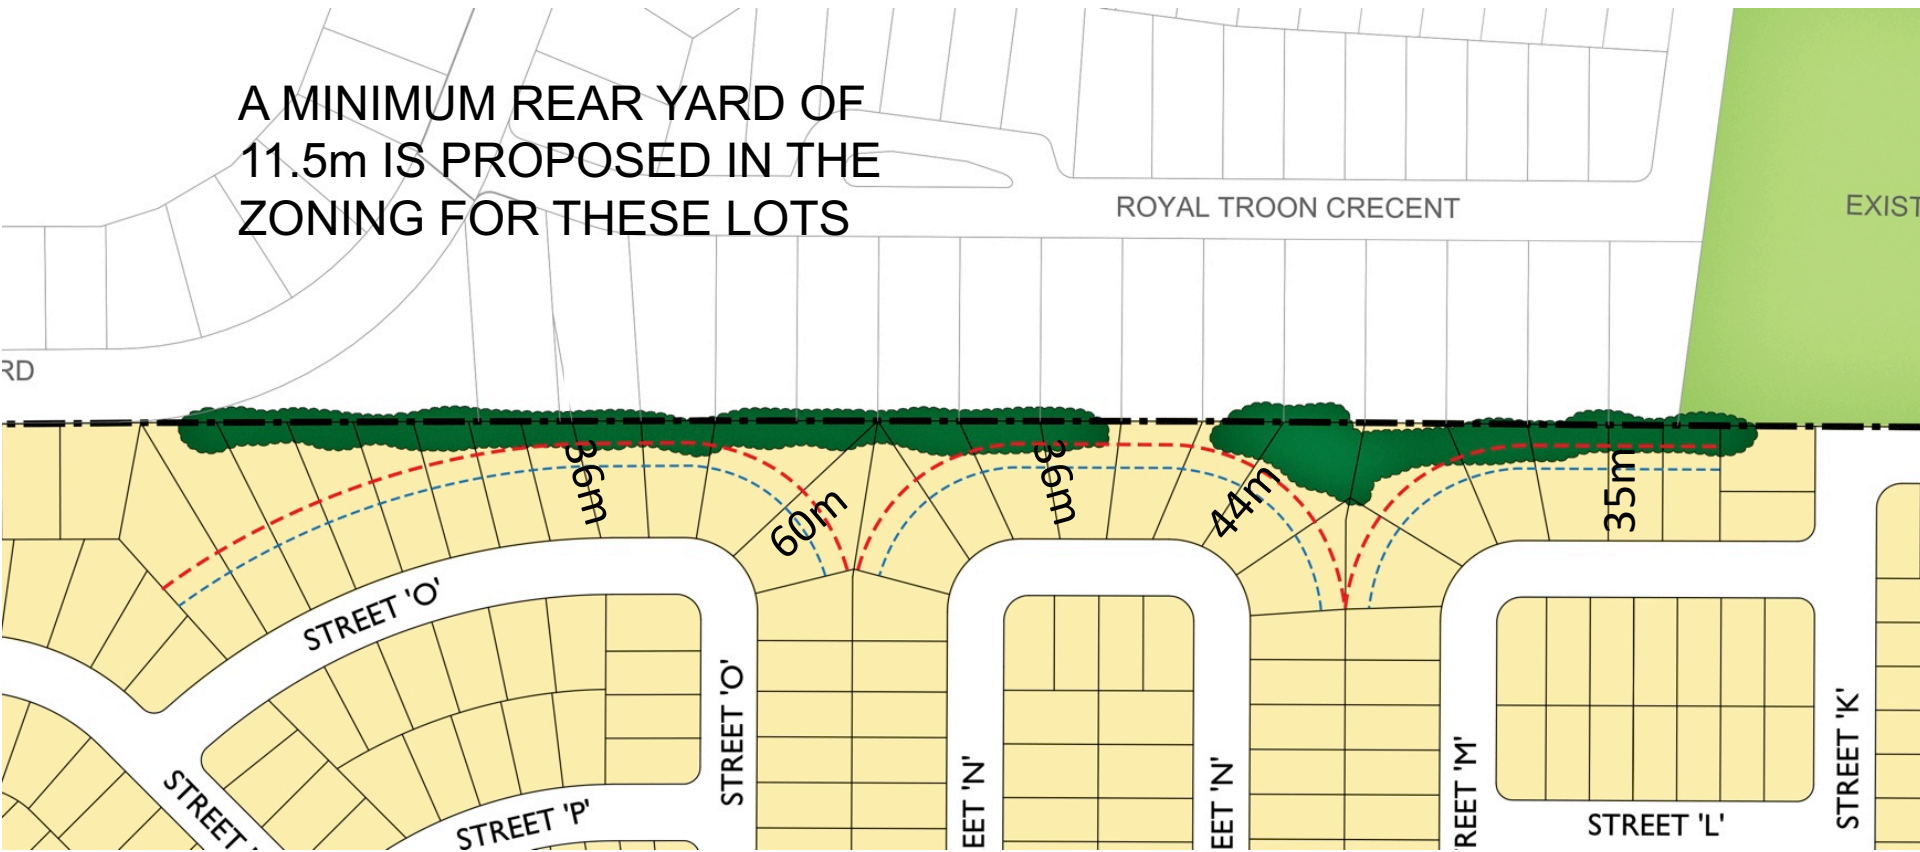 A MINIMUM REAR YARD OF
11.5m IS PROPOSED IN THE
ZONING FOR THESE LOTS
ROYAL TROON CRECENT
EXIST
RD
36m
60m
36m
44m
35m
STREET 'O'
STREET 'O'
STREET 'P'
STREET '
EET 'N'
EET 'N'
REET 'M'
STREET 'L'
STREET 'K'